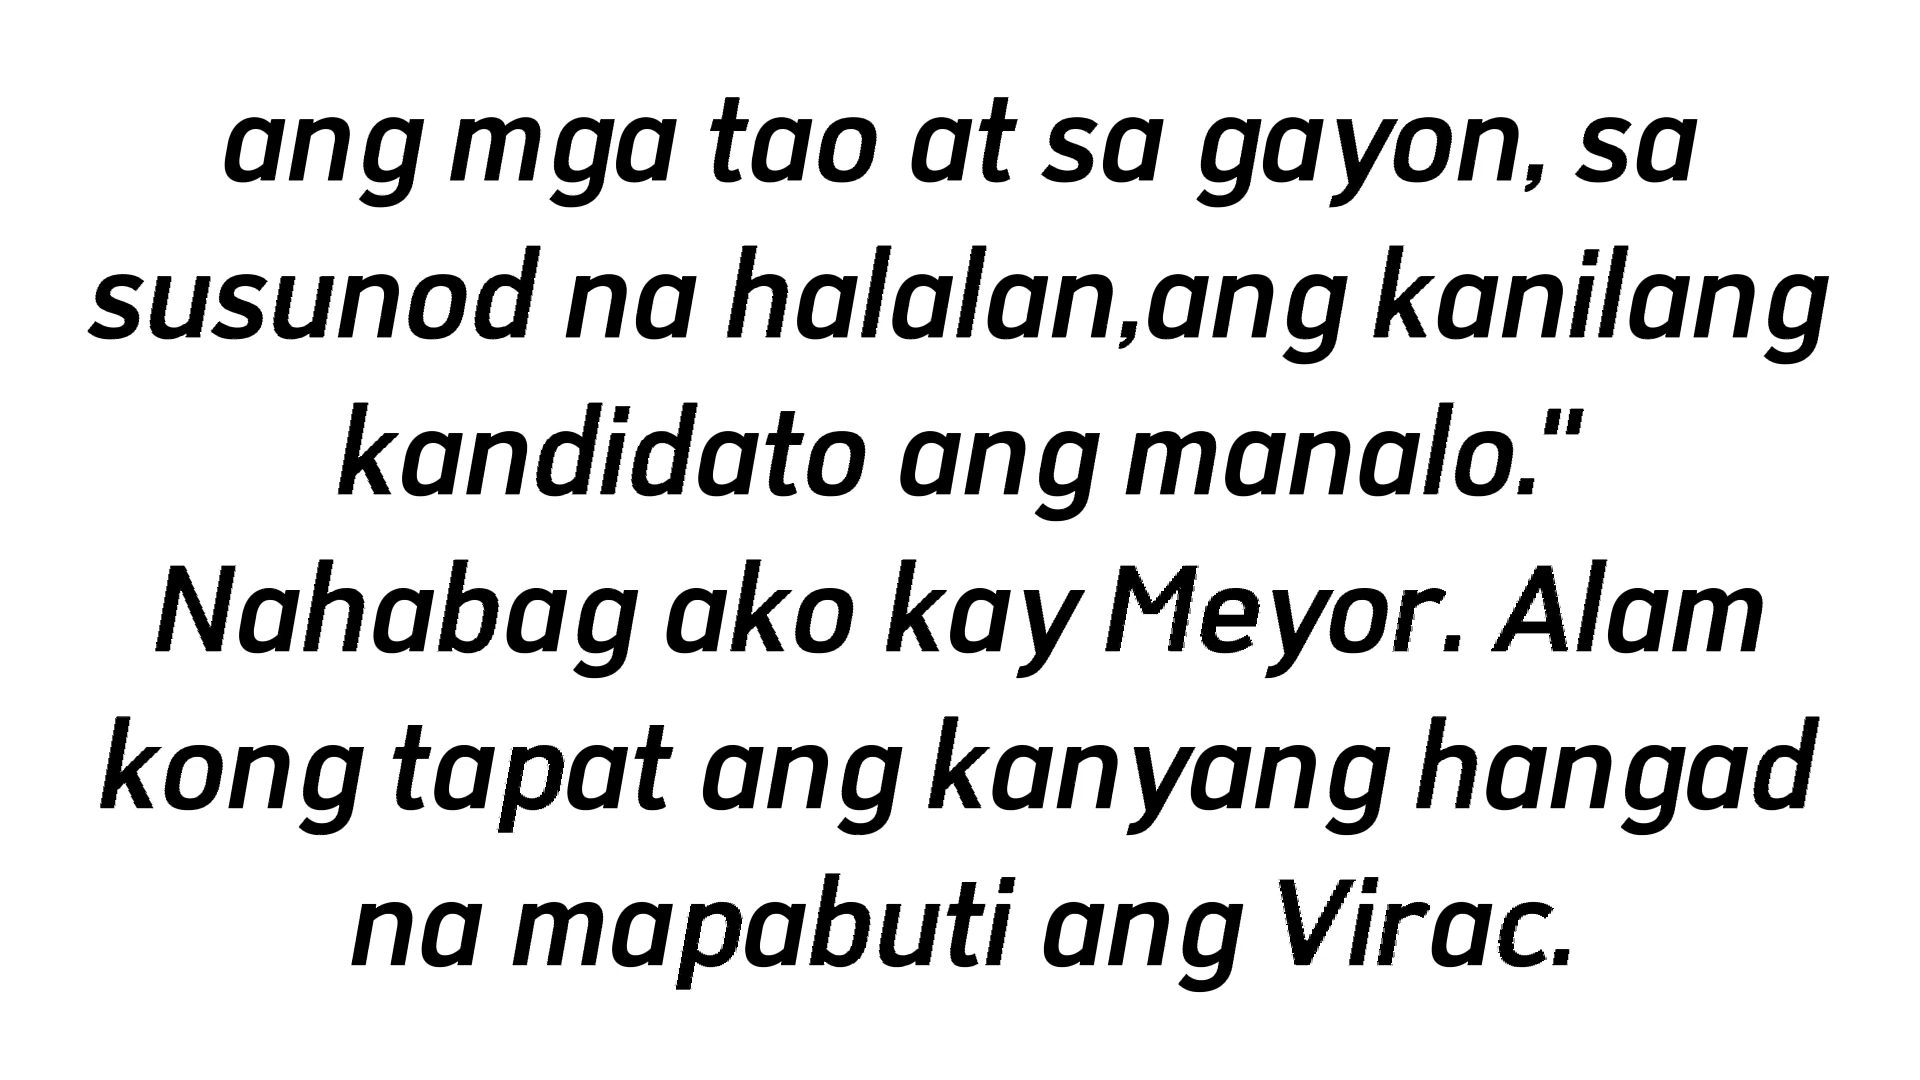 ang mga tao at sa gayon, sa
susunod na halalan,ang kanilang
kandidato ang manalo."
Nahabag ako kay Meyor. Alam
kong tapat ang kanyang hangad
na mapabuti ang Virac.